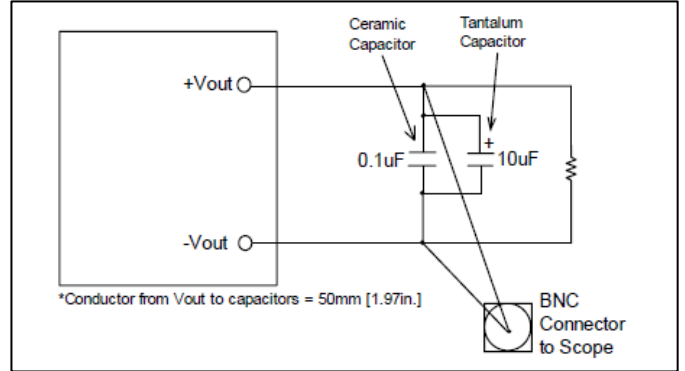 Ceramic
Capacitor
Tantalum
Capacitor
+Vout
+
0.1uF
10uF
-Vout
*Conductor from Vout to capacitors = 50mm [1.97in.]
BNC
Connector
to Scope